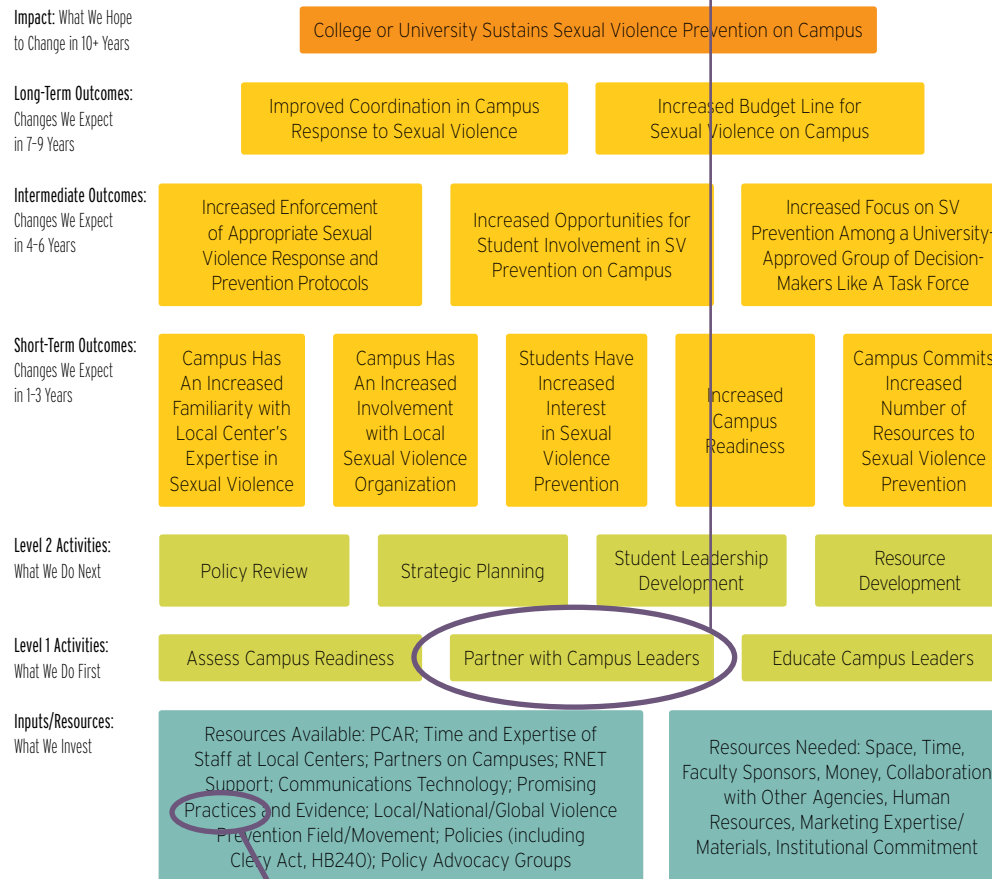 Impact: What We Hope
to Change in 10+ Years
College or University Sustains Sexual Violence Prevention on Campus
Long-Term Outcomes:
Changes We Expect
in 7-9 Years
Improved Coordination in Campus
Response to Sexual Violence
Increased Budget Line for
Sexual Violence on Campus
Intermediate Outcomes:
Changes We Expect
in 4-6 Years
Increased Enforcement
of Appropriate Sexual
Violence Response and
Prevention Protocols
Increased Opportunities for
Student Involvement in SV
Prevention on Campus
Increased Focus on SV
Prevention Among a University-
Approved Group of Decision-
Makers Like A Task Force
Short-Term Outcomes:
Changes We Expect
in 1-3 Years
Campus Has
An Increased
Familiarity with
Local Center's
Expertise in
Sexual Violence
Campus Has
An Increased
Involvement
with Local
Sexual Violence
Organization
Students Have
Increased
Interest
in Sexual
Violence
Prevention
Increased
Campus
Readiness
Campus Commits
Increased
Number of
Resources to
Sexual Violence
Prevention
Level 2 Activities:
What We Do Next
Policy Review
Strategic Planning
Student Leadership
Development
Resource
Development
Level 1 Activities:
What We Do First
Assess Campus Readiness
Partner with Campus Leaders
Educate Campus Leaders
Inputs/Resources:
What We Invest
Resources Available: PCAR; Time and Expertise of
Staff at Local Centers; Partners on Campuses; RNET
Support; Communications Technology; Promising
Practices and Evidence; Local/National/Global Violence
Prevention Field/Movement; Policies (including
Clery Act, HB240); Policy Advocacy Groups
Resources Needed: Space, Time,
Faculty Sponsors, Money, Collaboration
with Other Agencies, Human
Resources, Marketing Expertise/
Materials, Institutional Commitment